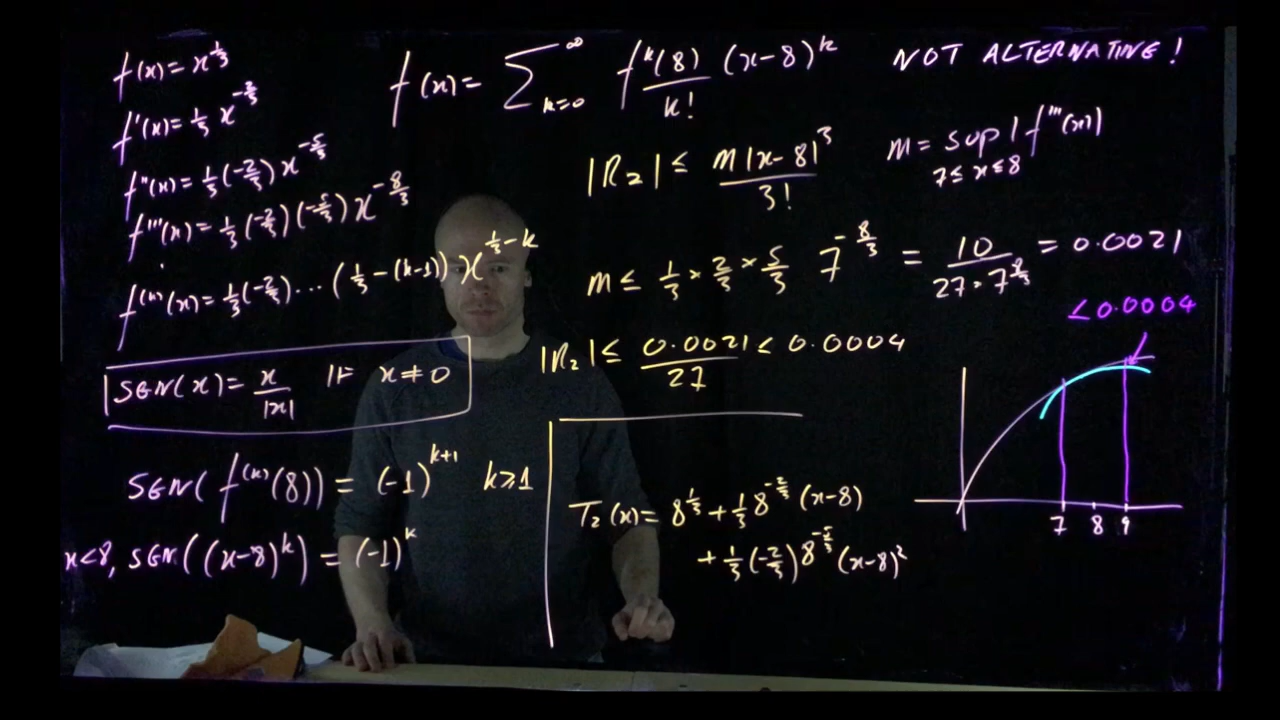 f(x) = x^{1/3}
f'(x) = 1/3 x^{-2/3}
f''(x) = 1/3 (-2/3) x^{-5/3}
f'''(x) = 1/3 (-2/3)(-5/3) x^{-8/3}
f^{(k)}(x) = 1/3 (-2/3) ... (1/3 - (k-1)) x^{1/3 - k}
SGN(x) = x/|x| IF x ≠ 0
SGN(f^{(k)}(8)) = (-1)^{k+1} k ≥ 1
x < 8, SGN((x-8)^k) = (-1)^k
f(x) = ∑_{k=0}^{∞} f^k(8)/k! (x-8)^k
NOT ALTERNATING!
|R_2| ≤ M|x-8|^3/3!
M = sup |f'''(x)|
7 ≤ x ≤ 8
M ≤ 1/3 × 2/3 × 5/3 7^{-8/3} = 10/(27 · 7^{8/3}) = 0.0021
|R_2| ≤ 0.0021/27 < 0.0004
T_2(x) = 8^{1/3} + 1/3 8^{-2/3} (x-8)
+ 1/3 (-2/3) 8^{-5/3} (x-8)^2
< 0.0004
7 8 9